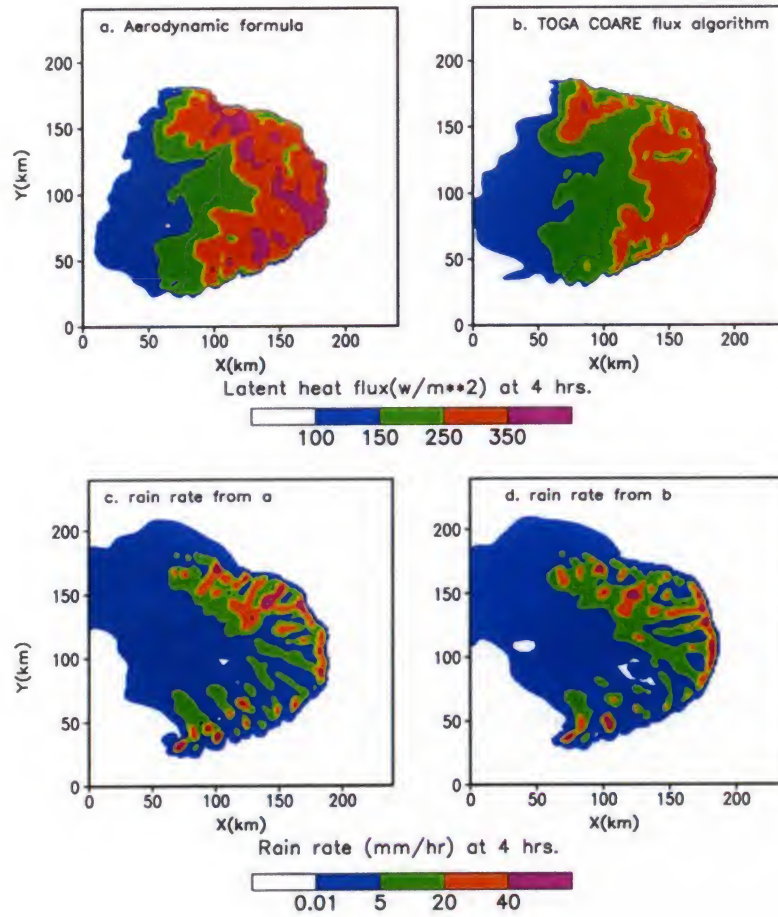 a. Aerodynamic formula
b. TOGA COARE flux algorithm
200
150
100
50
0
Y(km)
0 50 100 150 200
X(km)
200
150
100
50
0
0 50 100 150 200
X(km)
Latent heat flux(w/m**2) at 4 hrs.
100 150 250 350
c. rain rate from a
d. rain rate from b
200
150
100
50
0
Y(km)
0 50 100 150 200
X(km)
200
150
100
50
0
0 50 100 150 200
X(km)
Rain rate (mm/hr) at 4 hrs.
0.01 5 20 40